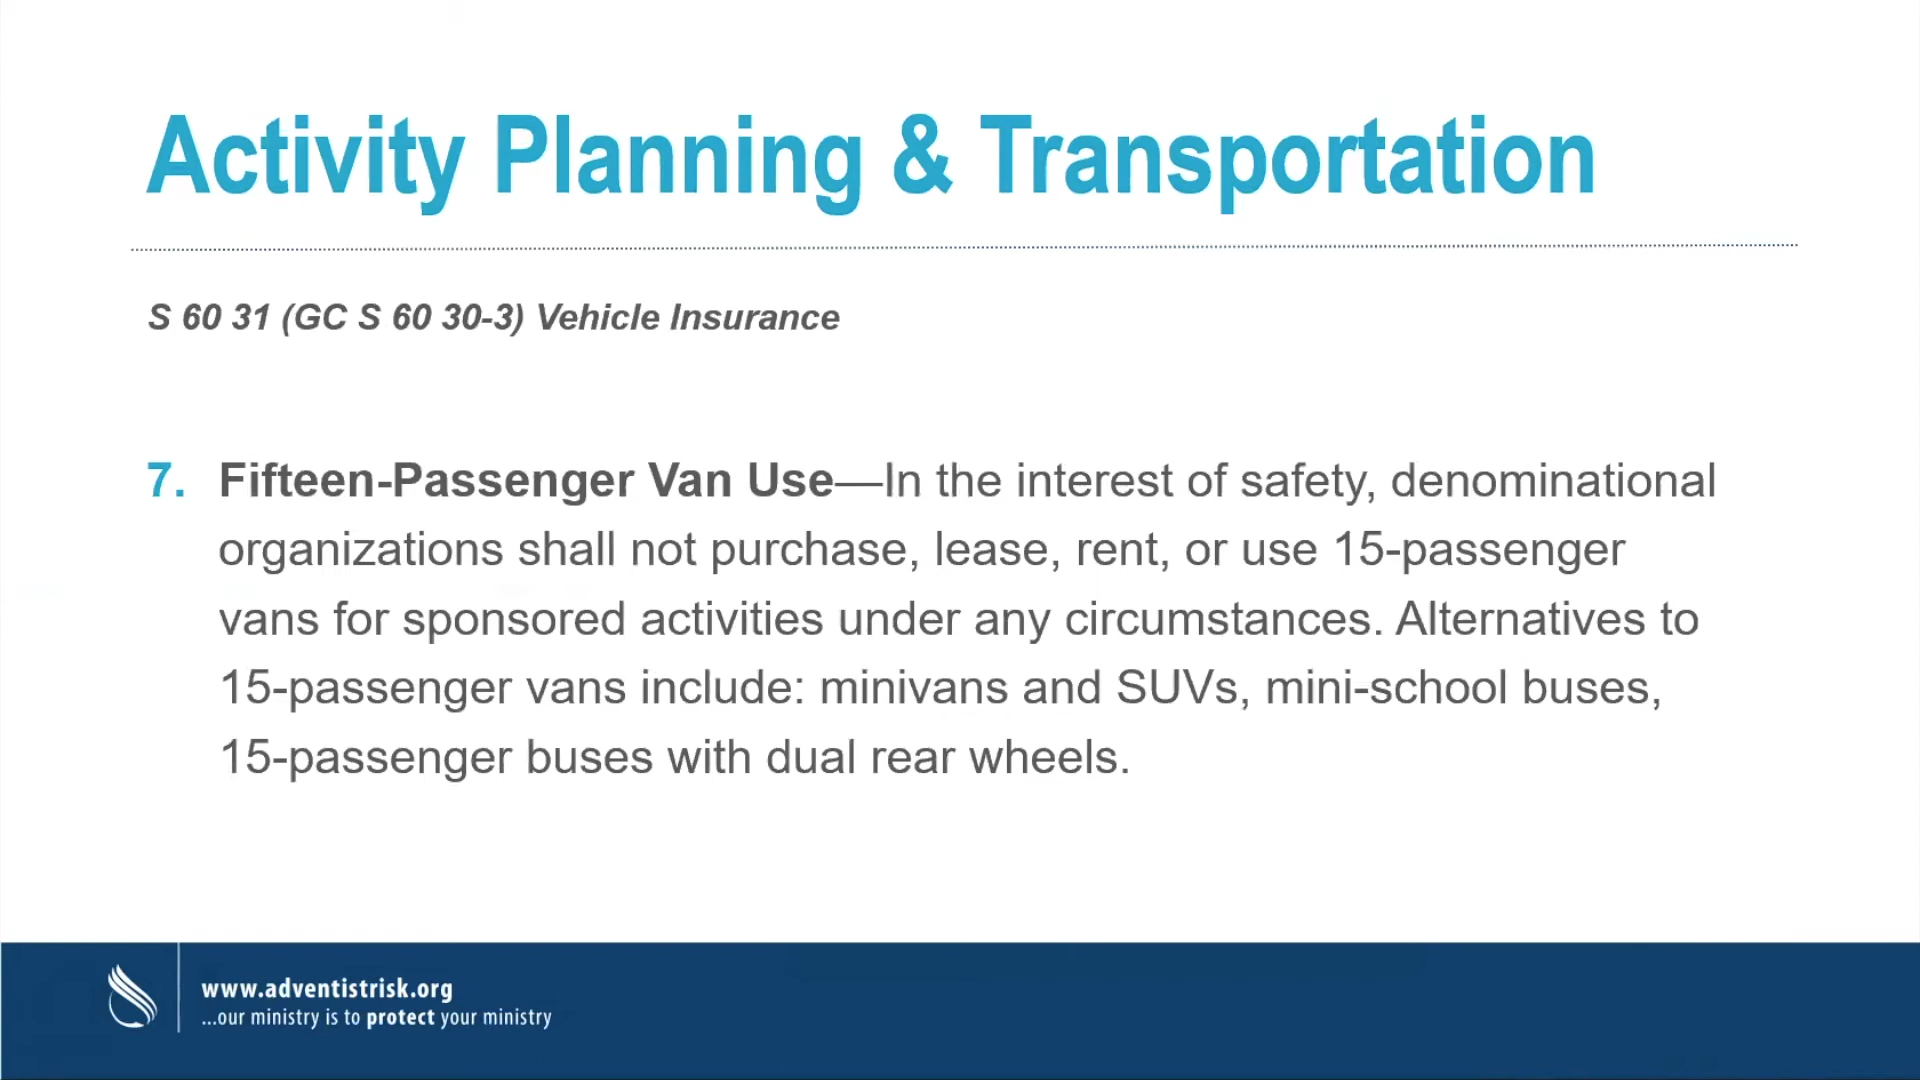 Activity Planning & Transportation
S 60 31 (GC S 60 30-3) Vehicle Insurance
7. Fifteen-Passenger Van Use—In the interest of safety, denominational
organizations shall not purchase, lease, rent, or use 15-passenger
vans for sponsored activities under any circumstances. Alternatives to
15-passenger vans include: minivans and SUVs, mini-school buses,
15-passenger buses with dual rear wheels.
www.adventistrisk.org
...our ministry is to protect your ministry